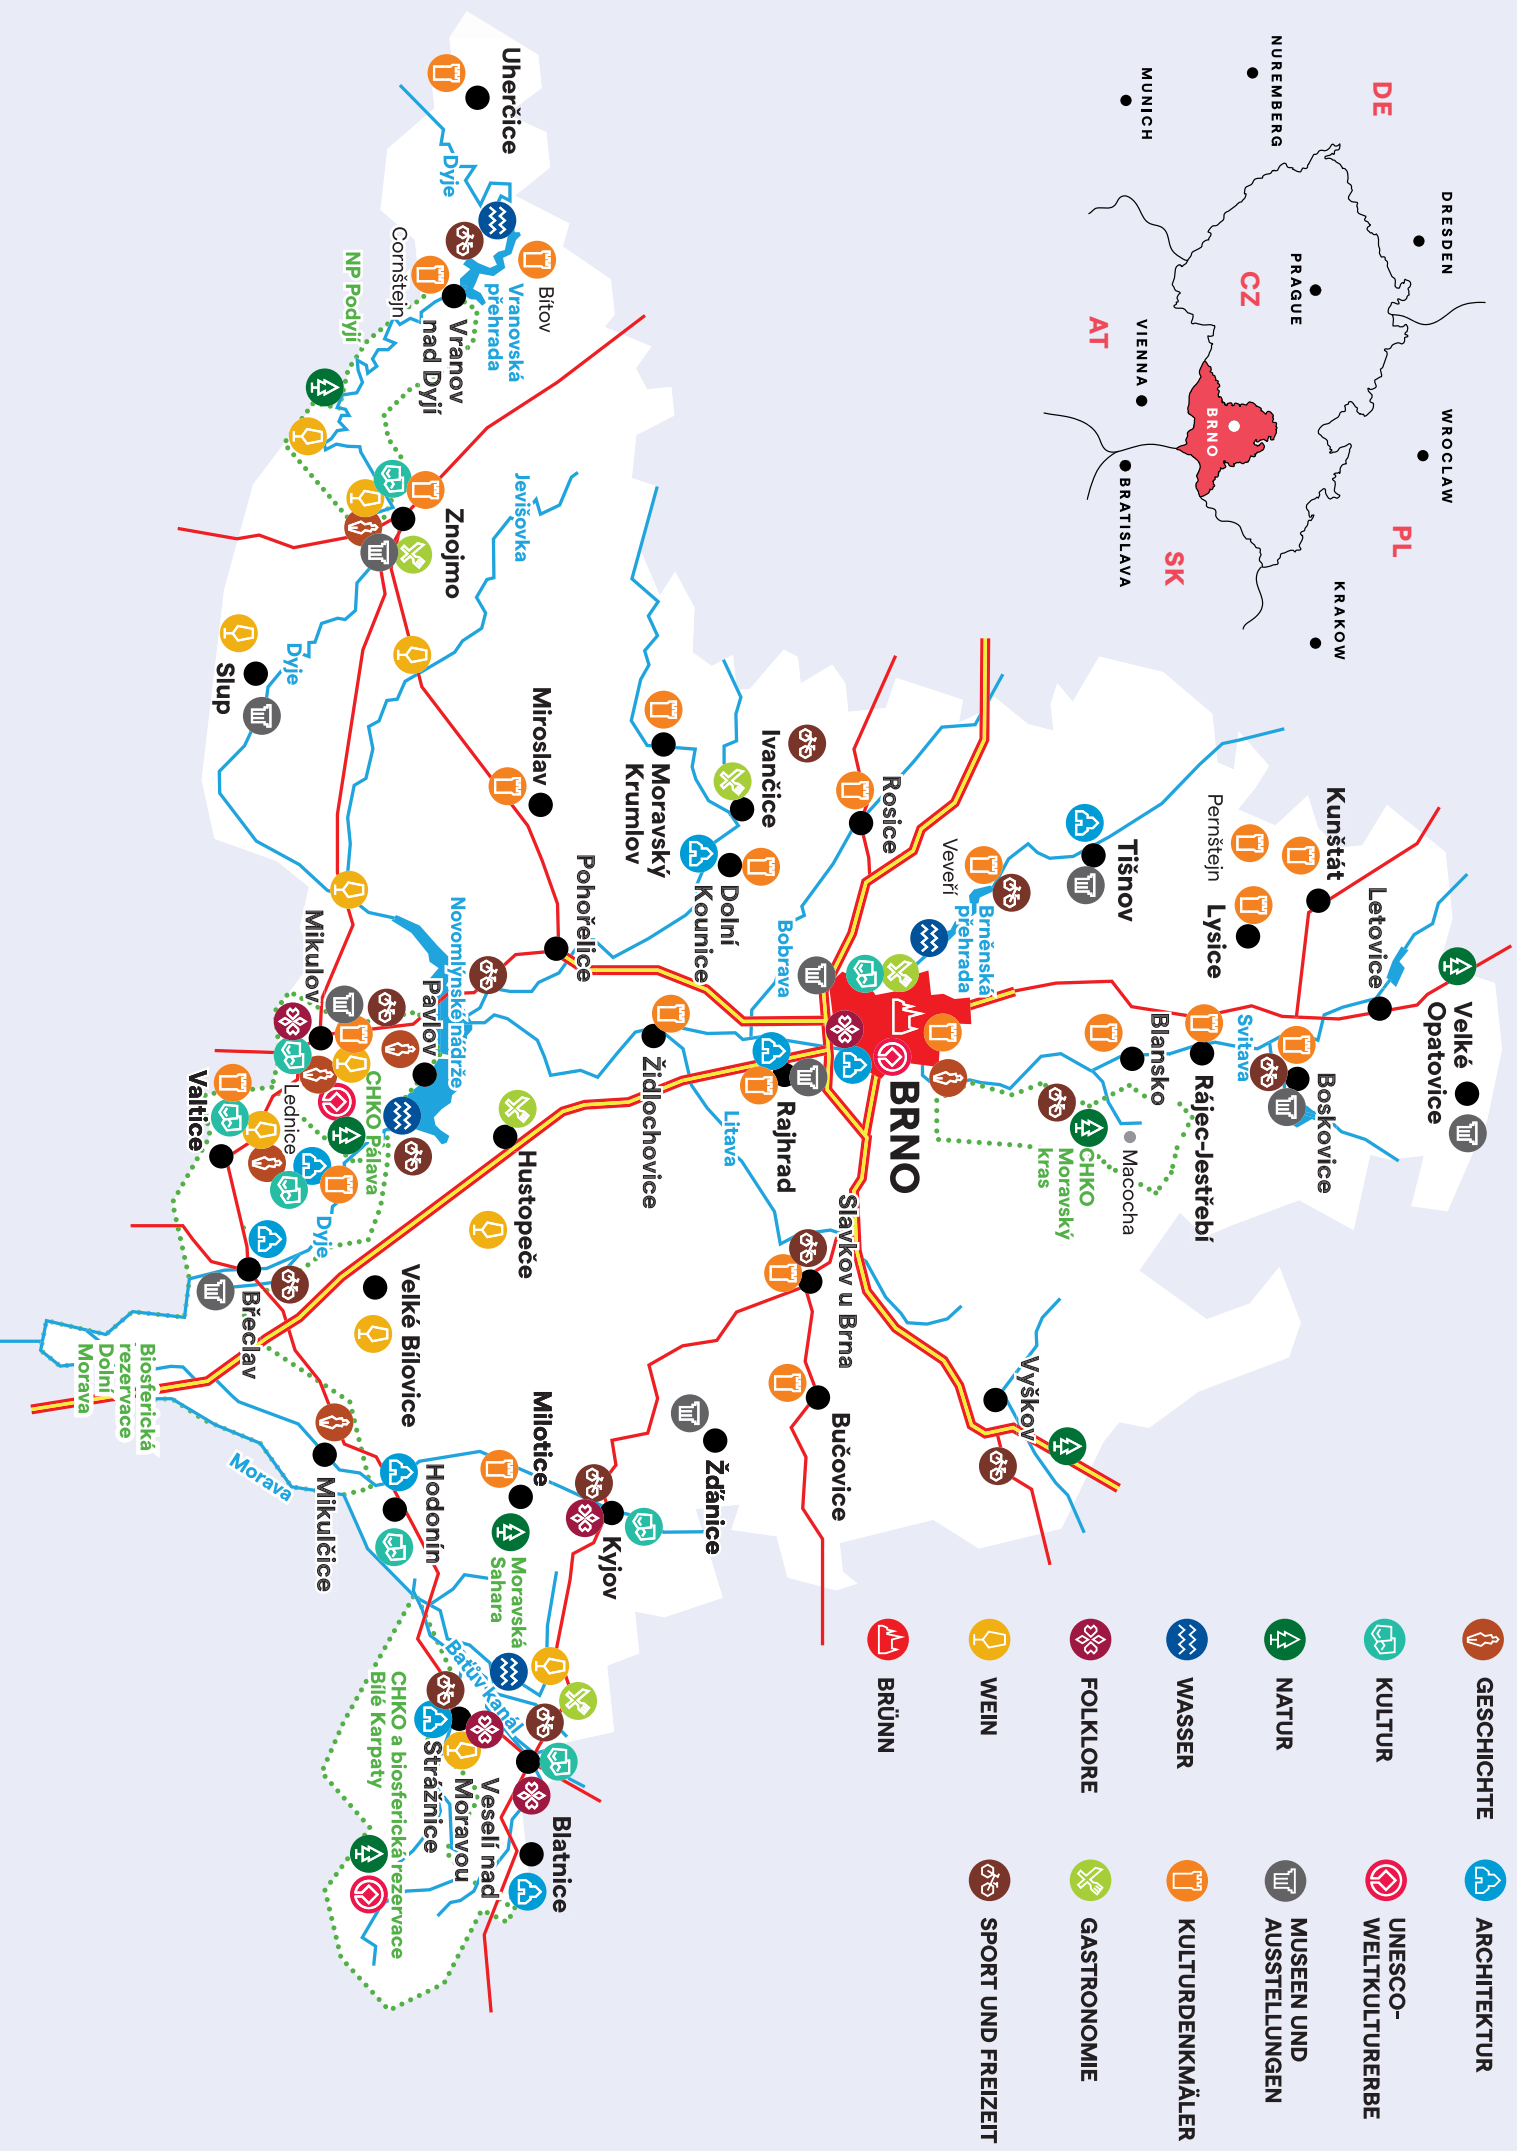 DE
DRESDEN
NUREMBERG
MUNICH
PRAGUE
CZ
WROCLAW
PL
KRAKOW
AT
VIENNA
BRNO
BRATISLAVA
SK
Velké
Opatovice
Letovice
Kunštát
Pernštejn
Lysice
Svitava
Boskovice
Rájec-Jestřebí
Blansko
Macocha
CHKO
Moravský
kras
Tišnov
Veveří
Brněnská
přehrada
Rosice
BRNO
Ivančice
Bobrava
Dolní
Kounice
Moravský
Krumlov
Rajhrad
Litava
Slavkov u Brna
Vyškov
Bučovice
Židlochovice
Ždánice
Pohořelice
Miroslav
Hustopeče
Kyjov
Milotice
Moravská
Sahara
Uherčice
Dyje
Bítov
Vranovská
přehrada
Cornštejn
Vranov
nad Dyjí
NP Podyjí
Jevišovka
Znojmo
Dyje
Slup
Novomlýnské nádrže
Pavlov
Mikulov
CHKO Pálava
Lednice
Valtice
Dyje
Břeclav
Velké Bílovice
Hodonín
Mikulčice
Morava
Biosferická
rezervace
Dolní
Morava
Baťův kanál
Strážnice
Veselí nad
Moravou
Blatnice
CHKO a biosferická rezervace
Bílé Karpaty
GESCHICHTE
KULTUR
NATUR
WASSER
FOLKLORE
WEIN
BRÜNN
ARCHITEKTUR
UNESCO-
WELTKULTURERBE
MUSEEN UND
AUSSTELLUNGEN
KULTURDENKMÄLER
GASTRONOMIE
SPORT UND FREIZEIT